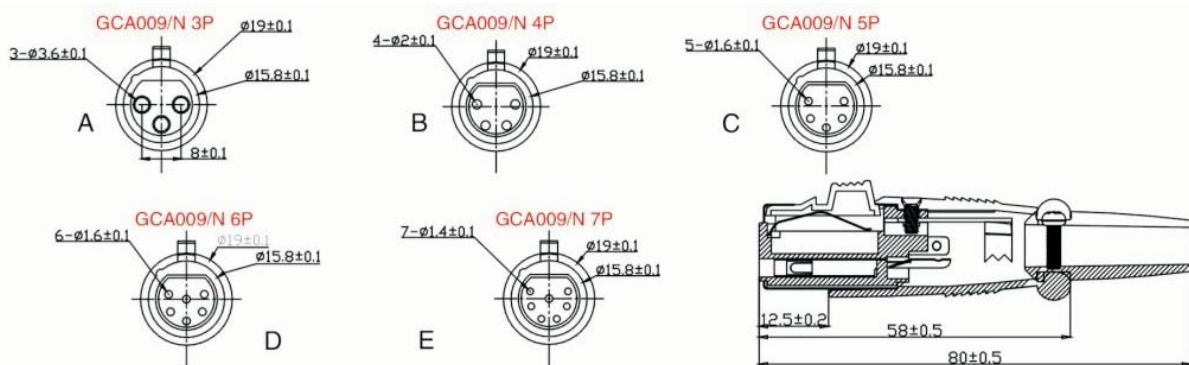 GCA009/N 3P
ø19±0.1
3-ø3.6±0.1
ø15.8±0.1
A
8±0.1
GCA009/N 4P
4-ø2±0.1
ø19±0.1
ø15.8±0.1
B
GCA009/N 5P
5-ø1.6±0.1
ø19±0.1
ø15.8±0.1
C
GCA009/N 6P
6-ø1.6±0.1
ø19±0.1
ø15.8±0.1
D
GCA009/N 7P
7-ø1.4±0.1
ø19±0.1
ø15.8±0.1
E
12.5±0.2
58±0.5
80±0.5